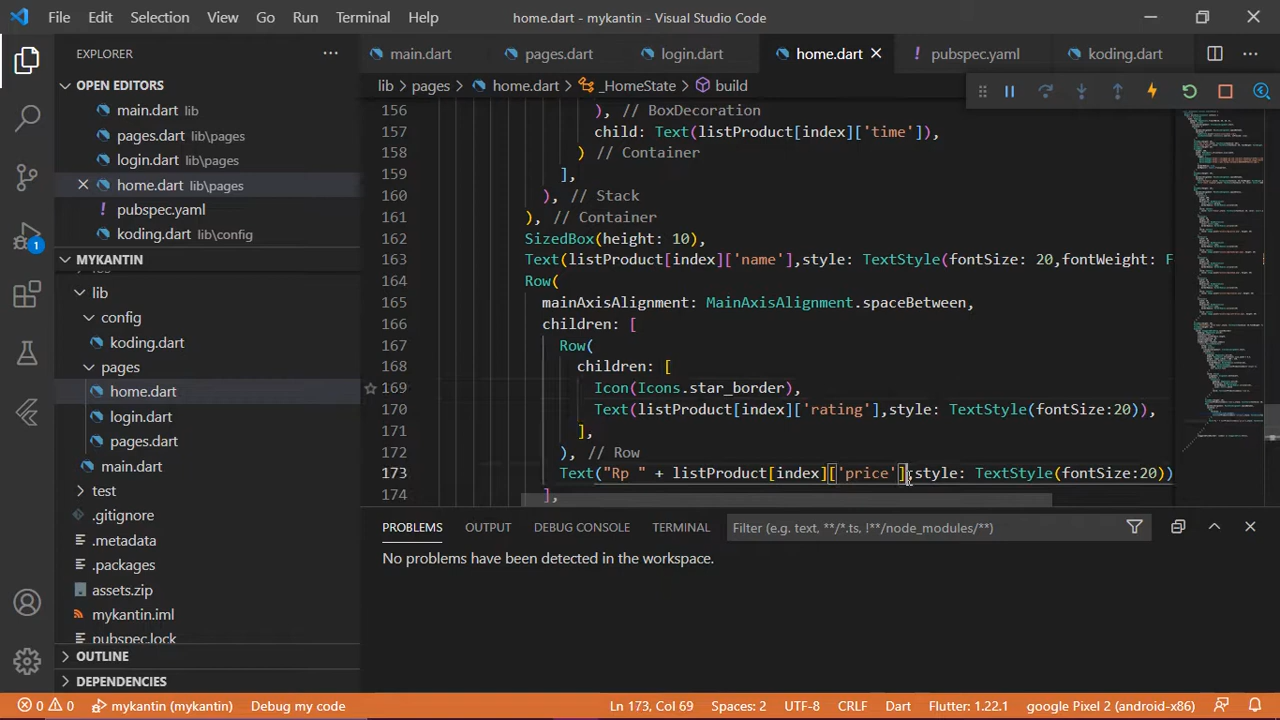 File Edit Selection View Go Run Terminal Help home.dart - mykantin - Visual Studio Code
EXPLORER
OPEN EDITORS
main.dart lib
pages.dart lib\pages
login.dart lib\pages
home.dart lib\pages
pubspec.yaml
koding.dart lib\config
MYKANTIN
lib
config
koding.dart
pages
home.dart
login.dart
pages.dart
main.dart
test
.gitignore
.metadata
.packages
assets.zip
mykantin.iml
pubspec.lock
OUTLINE
DEPENDENCIES
main.dart pages.dart login.dart home.dart pubspec.yaml koding.dart
lib > pages > home.dart > _HomeState > build
156 ), // BoxDecoration
157 child: Text(listProduct[index]['time']),
158 ) // Container
159 ],
160 ), // Stack
161 ), // Container
162 SizedBox(height: 10),
163 Text(listProduct[index]['name'],style: TextStyle(fontSize: 20,fontWeight: F
164 Row(
165 mainAxisAlignment: MainAxisAlignment.spaceBetween,
166 children: [
167 Row(
168 children: [
169 Icon(Icons.star_border),
170 Text(listProduct[index]['rating'],style: TextStyle(fontSize:20)),
171 ],
172 ), // Row
173 Text("Rp " + listProduct[index]['price'],style: TextStyle(fontSize:20))
174 ],
PROBLEMS OUTPUT DEBUG CONSOLE TERMINAL Filter (e.g. text, **/*.ts, !**/node_modules/**)
No problems have been detected in the workspace.
1
0 0 mykantin (mykantin) Debug my code Ln 173, Col 69 Spaces: 2 UTF-8 CRLF Dart Flutter: 1.22.1 google Pixel 2 (android-x86)